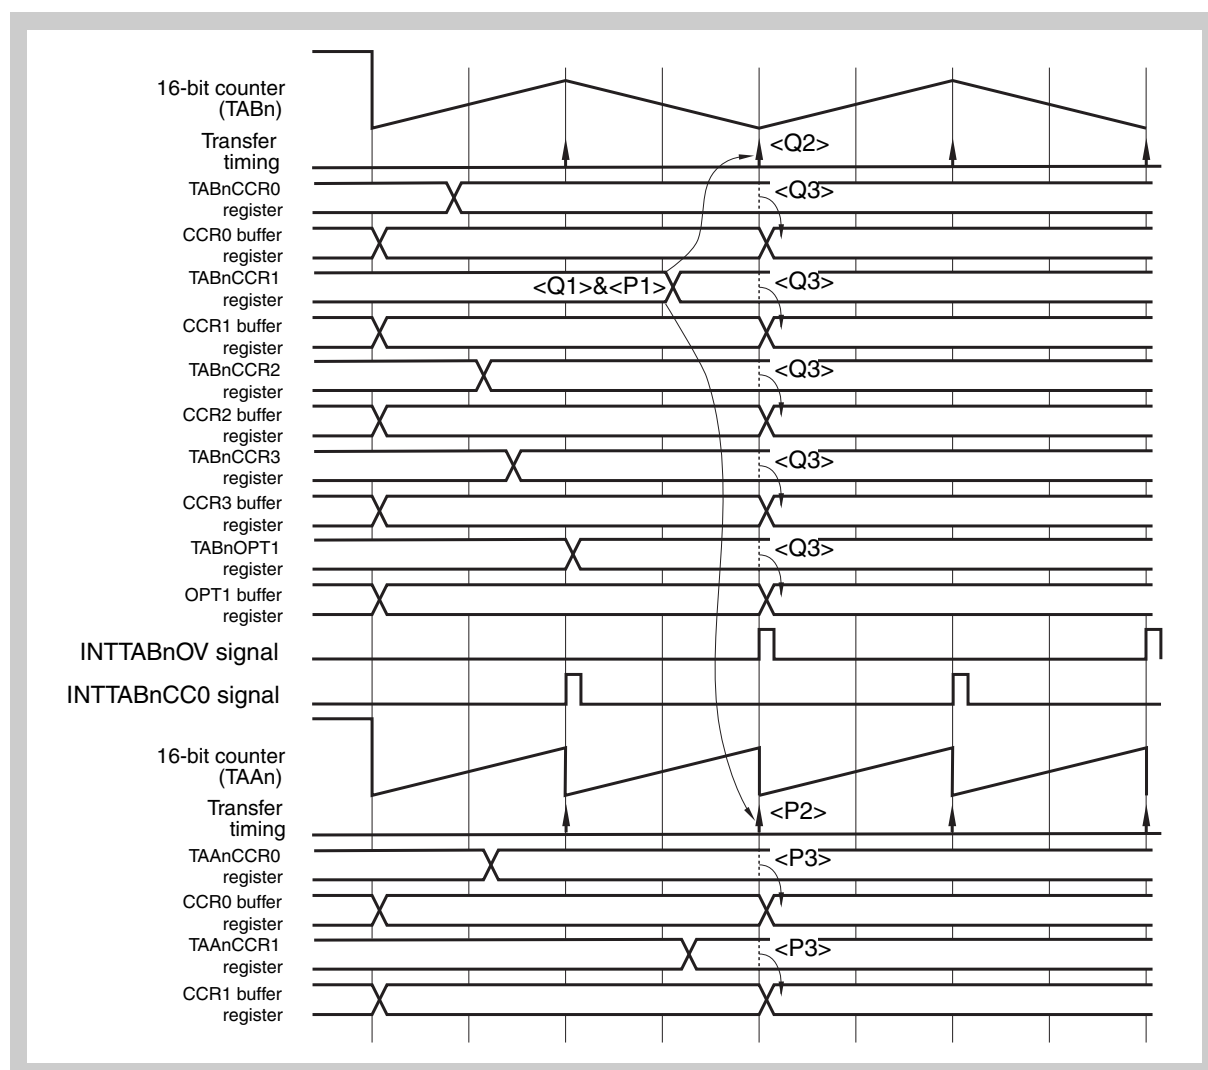 16-bit counter
(TABn)
Transfer
timing
<Q2>
TABnCCR0
register
<Q3>
CCR0 buffer
register
TABnCCR1
register
<Q1>&<P1>
<Q3>
CCR1 buffer
register
TABnCCR2
register
<Q3>
CCR2 buffer
register
TABnCCR3
register
<Q3>
CCR3 buffer
register
TABnOPT1
register
<Q3>
OPT1 buffer
register
INTTABnOV signal
INTTABnCC0 signal
16-bit counter
(TAAn)
Transfer
timing
<P2>
TAAnCCR0
register
<P3>
CCR0 buffer
register
TAAnCCR1
register
<P3>
CCR1 buffer
register